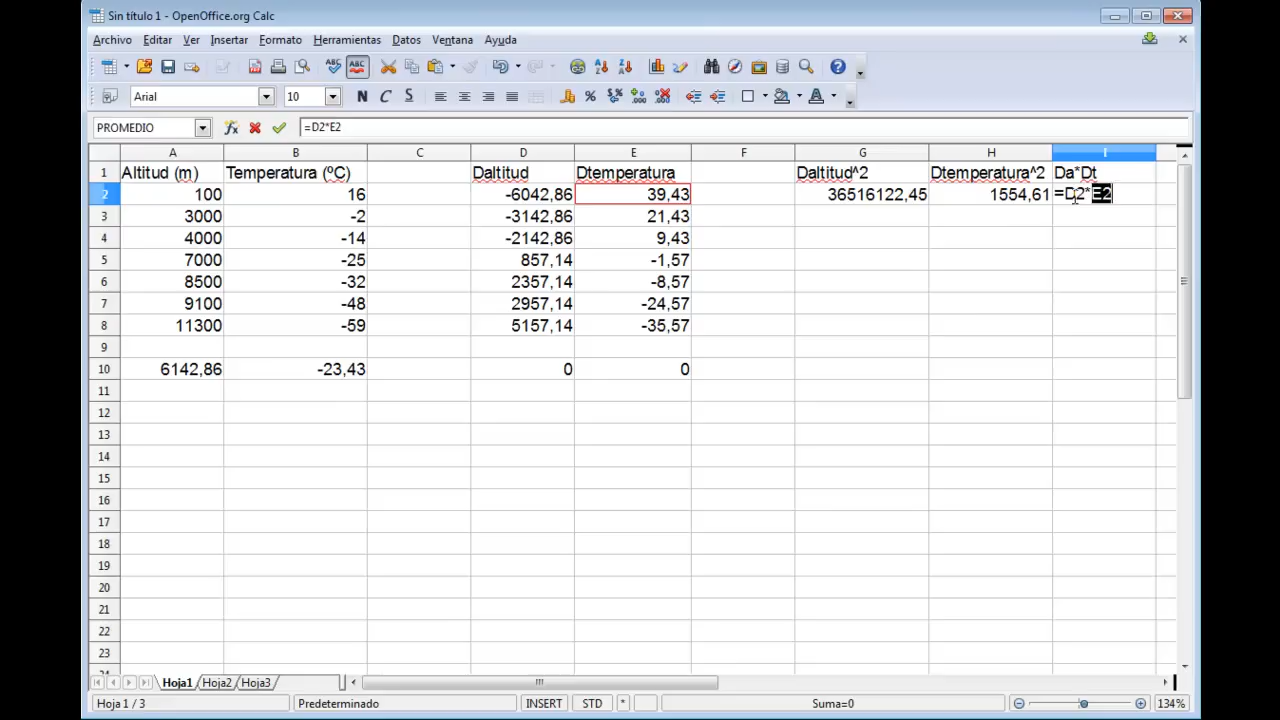 Sin título 1 - OpenOffice.org Calc
Archivo Editar Ver Insertar Formato Herramientas Datos Ventana Ayuda
Arial 10 N C S
PROMEDIO =D2*E2
A B C D E F G H I
1 Altitud (m) Temperatura (ºC) Daltitud Dtemperatura Daltitud^2 Dtemperatura^2 Da*Dt
2 100 16 -6042,86 39,43 36516122,45 1554,61 =D2*E2
3 3000 -2 -3142,86 21,43
4 4000 -14 -2142,86 9,43
5 7000 -25 857,14 -1,57
6 8500 -32 2357,14 -8,57
7 9100 -48 2957,14 -24,57
8 11300 -59 5157,14 -35,57
9
10 6142,86 -23,43 0 0
11
12
13
14
15
16
17
18
19
20
21
22
23
Hoja1 Hoja2 Hoja3
Hoja 1 / 3 Predeterminado INSERT STD * Suma=0 134%